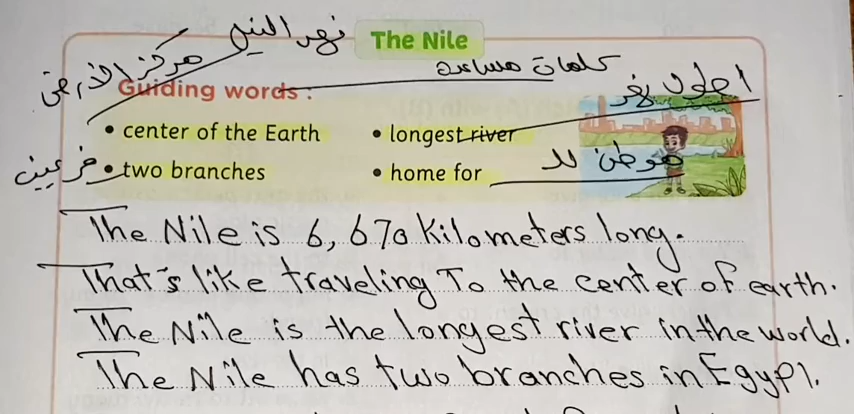 نهر النيل The Nile
مركز الأرض
كلمات مساعدة
Guiding words :
اطول نهر
• center of the Earth • longest river
فرعين
• two branches • home for
موطن لل
The Nile is 6,670 kilometers long.
That's like traveling To the center of earth.
The Nile is the longest river in the world.
The Nile has two branches in Egypt.